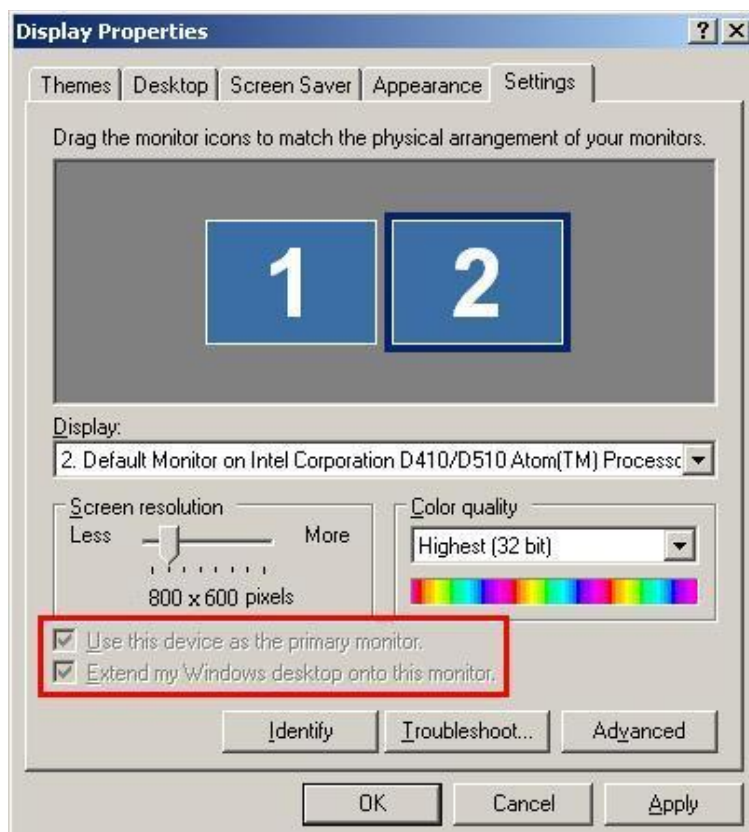 Display Properties
Themes Desktop Screen Saver Appearance Settings
Drag the monitor icons to match the physical arrangement of your monitors.
1 2
Display:
2. Default Monitor on Intel Corporation D410/D510 Atom(TM)
Screen resolution
Less More
800 x 600 pixels
Color quality
Highest (32 bit)
Use this device as the primary monitor.
Extend my Windows desktop onto this monitor.
Identify Troubleshoot... Advanced
OK Cancel Apply